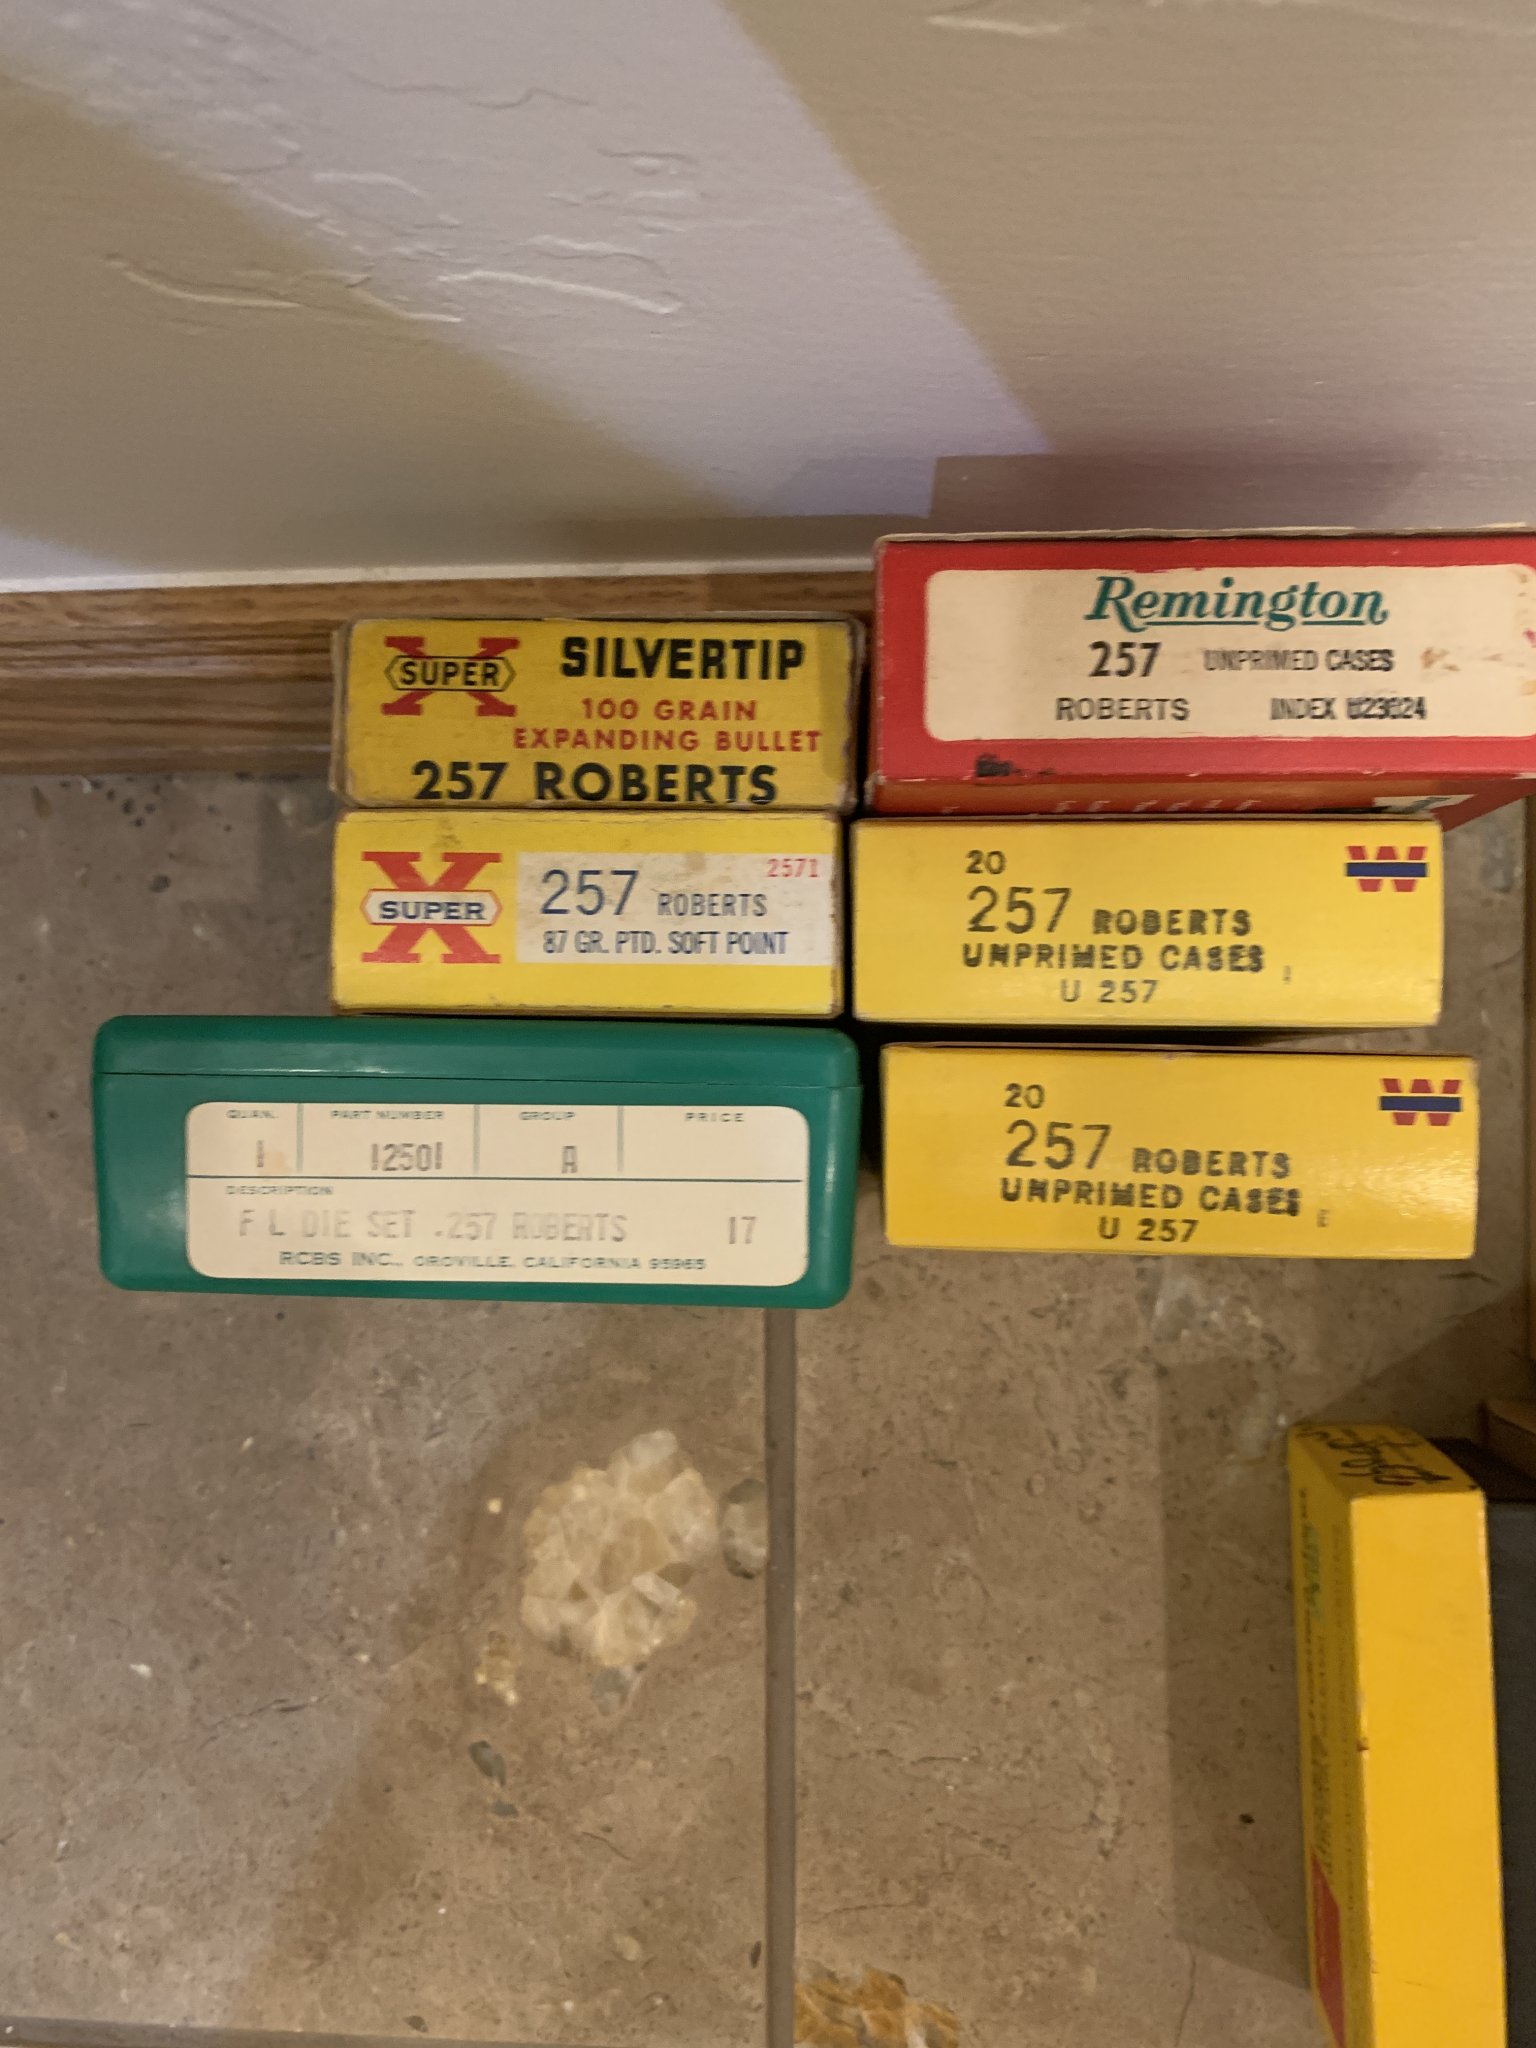 X
SUPER
SILVERTIP
100 GRAIN
EXPANDING BULLET
257 ROBERTS
Remington
257 UNPRIMED CASES
ROBERTS INDEX U23824
X
SUPER
2571
257 ROBERTS
87 GR. PTD. SOFT POINT
W
20
257 ROBERTS
UNPRIMED CASES
U 257
QUAN. PART NUMBER GROUP PRICE
1 12501 A
DESCRIPTION
F L DIE SET .257 ROBERTS 17
RCBS INC., OROVILLE, CALIFORNIA 95965
W
20
257 ROBERTS
UNPRIMED CASES E
U 257